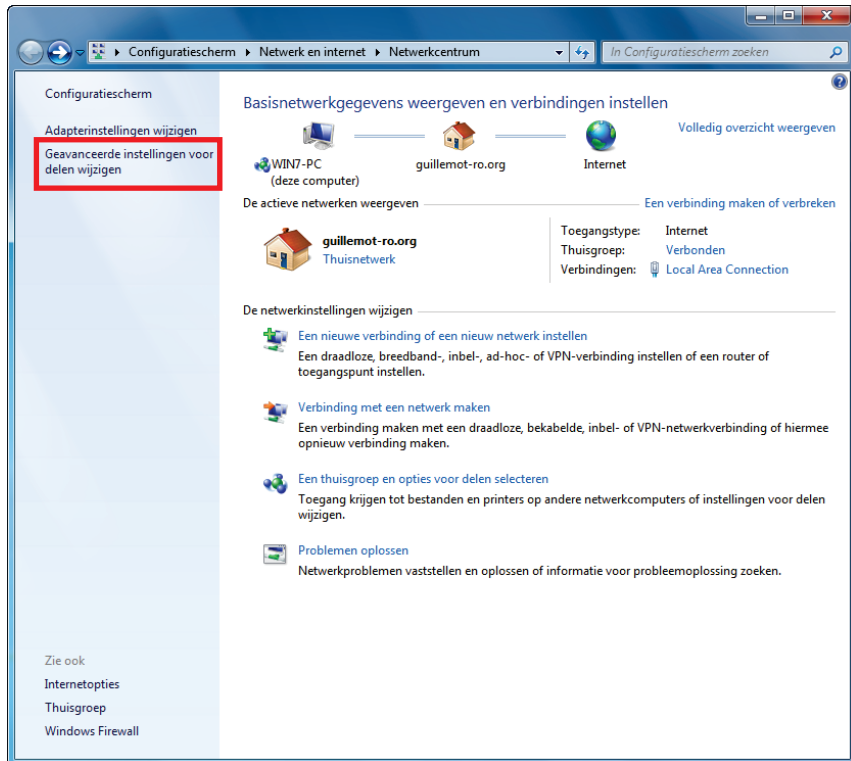 Configuratiescherm ▸ Netwerk en internet ▸ Netwerkcentrum
In Configuratiescherm zoeken
Configuratiescherm
Adapterinstellingen wijzigen
Geavanceerde instellingen voor
delen wijzigen
Basisnetwerkgegevens weergeven en verbindingen instellen
Volledig overzicht weergeven
WIN7-PC
(deze computer)
guillemot-ro.org
Internet
De actieve netwerken weergeven
Een verbinding maken of verbreken
guillemot-ro.org
Thuisnetwerk
Toegangstype: Internet
Thuisgroep: Verbonden
Verbindingen: Local Area Connection
De netwerkinstellingen wijzigen
Een nieuwe verbinding of een nieuw netwerk instellen
Een draadloze, breedband-, inbel-, ad-hoc- of VPN-verbinding instellen of een router of
toegangspunt instellen.
Verbinding met een netwerk maken
Een verbinding maken met een draadloze, bekabelde, inbel- of VPN-netwerkverbinding of hiermee
opnieuw verbinding maken.
Een thuisgroep en opties voor delen selecteren
Toegang krijgen tot bestanden en printers op andere netwerkcomputers of instellingen voor delen
wijzigen.
Problemen oplossen
Netwerkproblemen vaststellen en oplossen of informatie voor probleemoplossing zoeken.
Zie ook
Internetopties
Thuisgroep
Windows Firewall